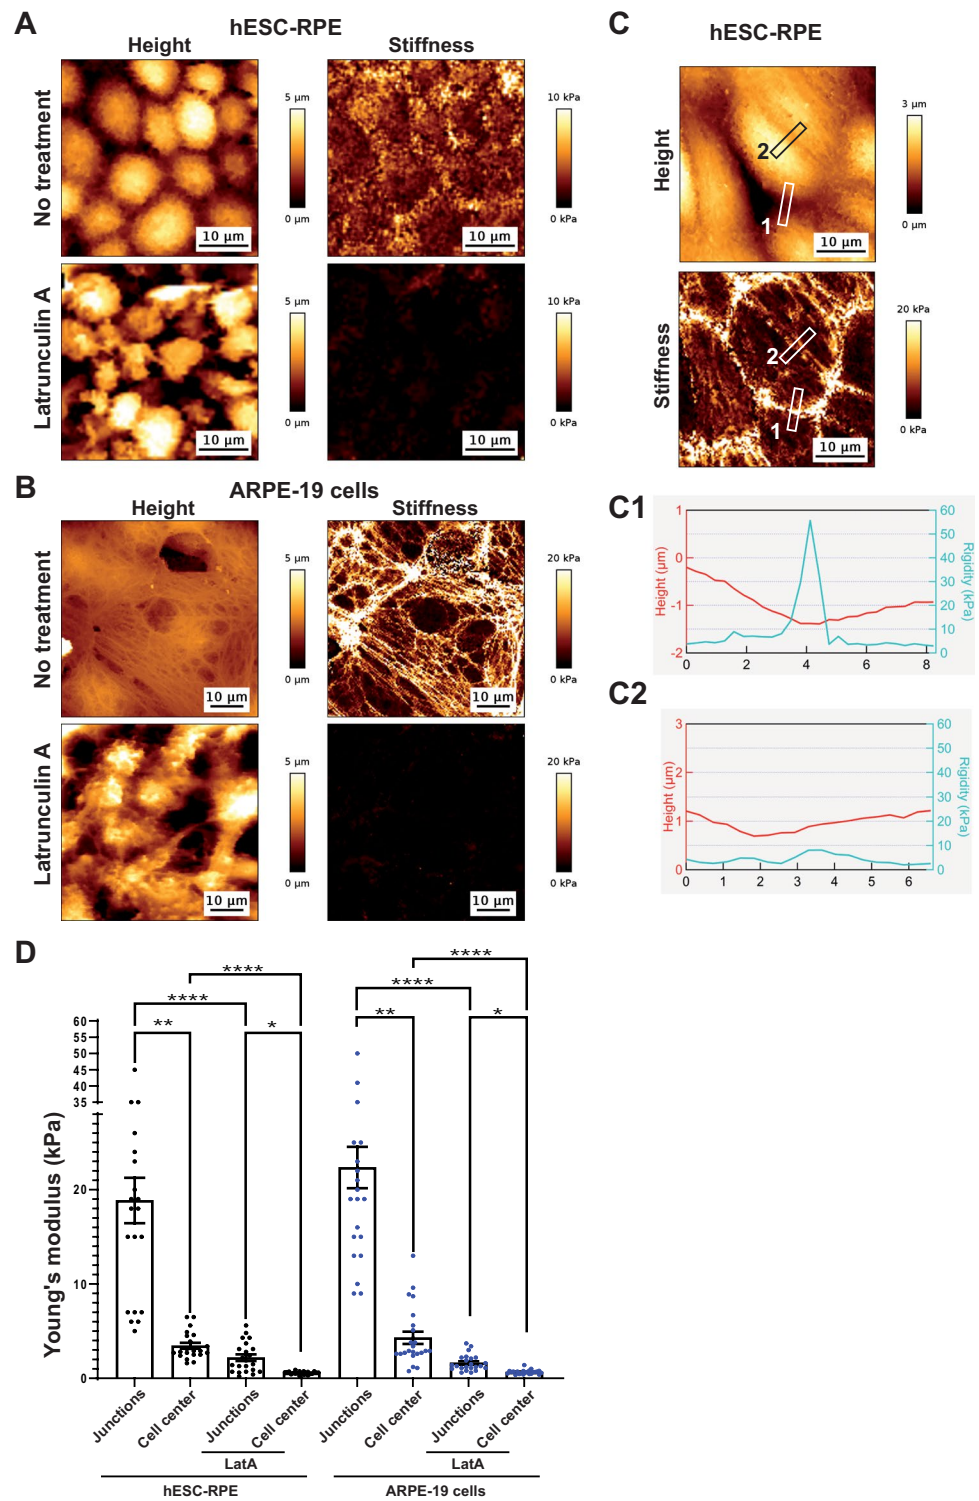 A
hESC-RPE
Height
Stiffness
No treatment
5 µm
0 µm
10 µm
10 kPa
0 kPa
10 µm
Latrunculin A
5 µm
0 µm
10 µm
10 kPa
0 kPa
10 µm
B
ARPE-19 cells
Height
Stiffness
No treatment
5 µm
0 µm
10 µm
20 kPa
0 kPa
10 µm
Latrunculin A
5 µm
0 µm
10 µm
20 kPa
0 kPa
10 µm
C
hESC-RPE
Height
2
1
10 µm
3 µm
0 µm
Stiffness
2
1
10 µm
20 kPa
0 kPa
C1
Height (µm)
1
0
-1
-2
0 2 4 6 8
60
50
40
30
20
10
0
Rigidity (kPa)
C2
Height (µm)
3
2
1
0
0 1 2 3 4 5 6
60
50
40
30
20
10
0
Rigidity (kPa)
D
Young's modulus (kPa)
60
55
50
45
40
35
20
10
0
**** ****
**** ****
** * ** *
Junctions Cell center Junctions Cell center Junctions Cell center Junctions Cell center
LatA LatA
hESC-RPE ARPE-19 cells